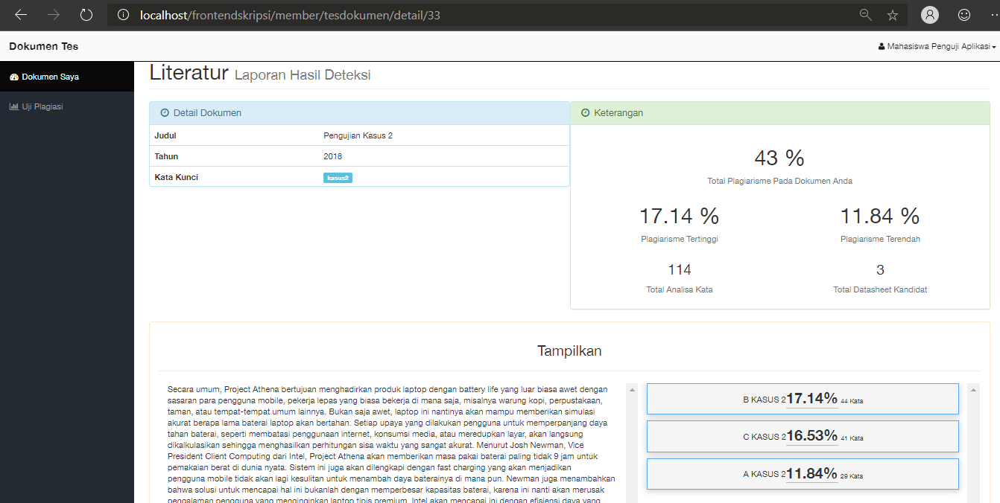 localhost/frontendskripsi/member/tesdokumen/detail/33
Dokumen Tes
Mahasiswa Penguji Aplikasi
Dokumen Saya
Uji Plagiasi
Literatur Laporan Hasil Deteksi
Detail Dokumen
Judul Pengujian Kasus 2
Tahun 2018
Kata Kunci kasus2
Keterangan
43 %
Total Plagiarisme Pada Dokumen Anda
17.14 % 11.84 %
Plagiarisme Tertinggi Plagiarisme Terendah
114 3
Total Analisa Kata Total Datasheet Kandidat
Tampilkan
Secara umum, Project Athena bertujuan menghadirkan produk laptop dengan battery life yang luar biasa awet dengan
sasaran para pengguna mobile, pekerja lepas yang biasa bekerja di mana saja, misalnya warung kopi, perpustakaan,
taman, atau tempat-tempat umum lainnya. Bukan saja awet, laptop ini nantinya akan mampu memberikan simulasi
akurat berapa lama baterai laptop akan bertahan. Setiap upaya yang dilakukan pengguna untuk memperpanjang daya
tahan baterai, seperti membatasi penggunaan internet, konsumsi media, atau meredupkan layar, akan langsung
dikalkulasikan sehingga menghasilkan perhitungan sisa waktu yang sangat akurat. Menurut Josh Newman, Vice
President Client Computing dari Intel, Project Athena akan memberikan masa pakai baterai paling tidak 9 jam untuk
pemakaian berat di dunia nyata. Sistem ini juga akan dilengkapi dengan fast charging yang akan menjadikan
pengguna mobile tidak akan lagi kesulitan untuk menambah daya baterainya di mana pun. Newman juga menambahkan
bahwa solusi untuk mencapai hal ini bukanlah dengan memperbesar kapasitas baterai, karena ini nanti akan merusak
pengalaman pengguna yang menginginkan laptop tipis premium. Intel akan mencapai ini dengan efisiensi daya yang
B KASUS 2 17.14% 44 Kata
C KASUS 2 16.53% 41 Kata
A KASUS 2 11.84% 29 Kata